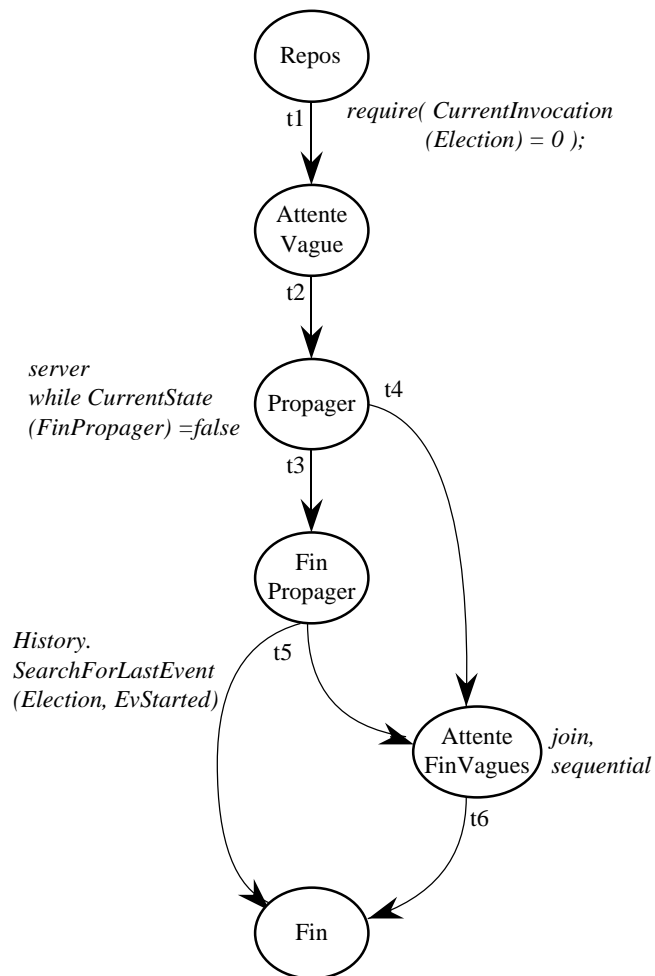 Repos
t1
require( CurrentInvocation
(Election) = 0 );
Attente
Vague
t2
server
while CurrentState
(FinPropager) =false
Propager
t4
t3
Fin
Propager
History.
SearchForLastEvent
(Election, EvStarted)
t5
Attente
FinVagues
join,
sequential
t6
Fin